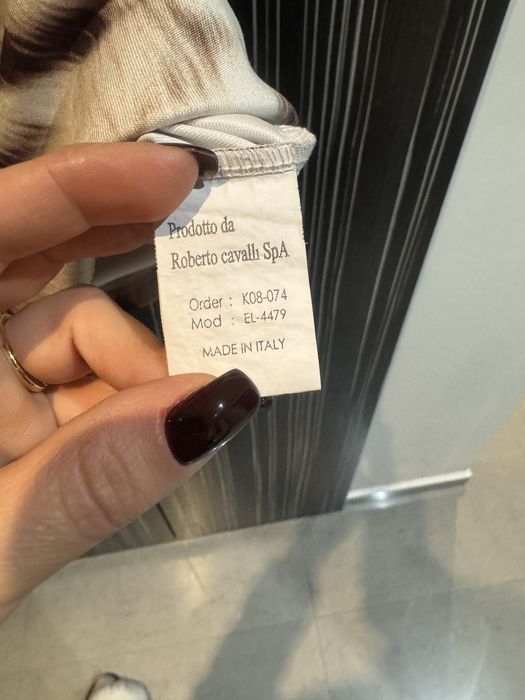 Prodotto da
Roberto cavalli SpA
Order : K08-074
Mod : EL-4479
MADE IN ITALY